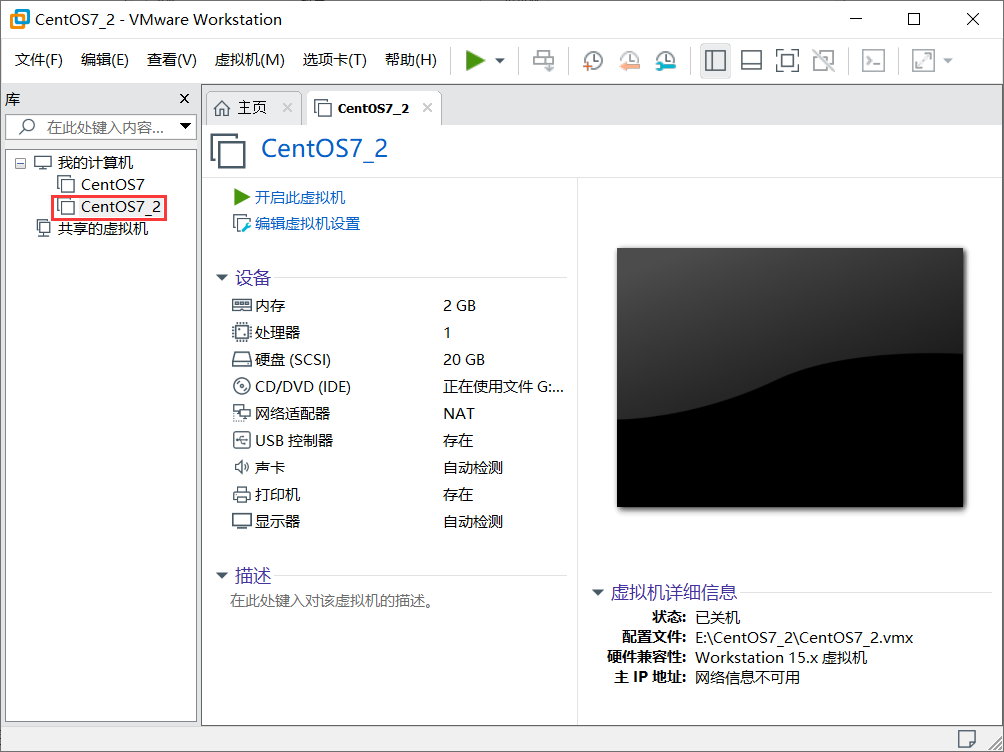 CentOS7_2 - VMware Workstation
文件(F) 编辑(E) 查看(V) 虚拟机(M) 选项卡(T) 帮助(H)
库
在此处键入内容...
我的计算机
CentOS7
CentOS7_2
共享的虚拟机
主页
CentOS7_2
CentOS7_2
开启此虚拟机
编辑虚拟机设置
设备
内存 2 GB
处理器 1
硬盘 (SCSI) 20 GB
CD/DVD (IDE) 正在使用文件 G:...
网络适配器 NAT
USB 控制器 存在
声卡 自动检测
打印机 存在
显示器 自动检测
描述
在此处键入对该虚拟机的描述。
虚拟机详细信息
状态: 已关机
配置文件: E:\CentOS7_2\CentOS7_2.vmx
硬件兼容性: Workstation 15.x 虚拟机
主 IP 地址: 网络信息不可用